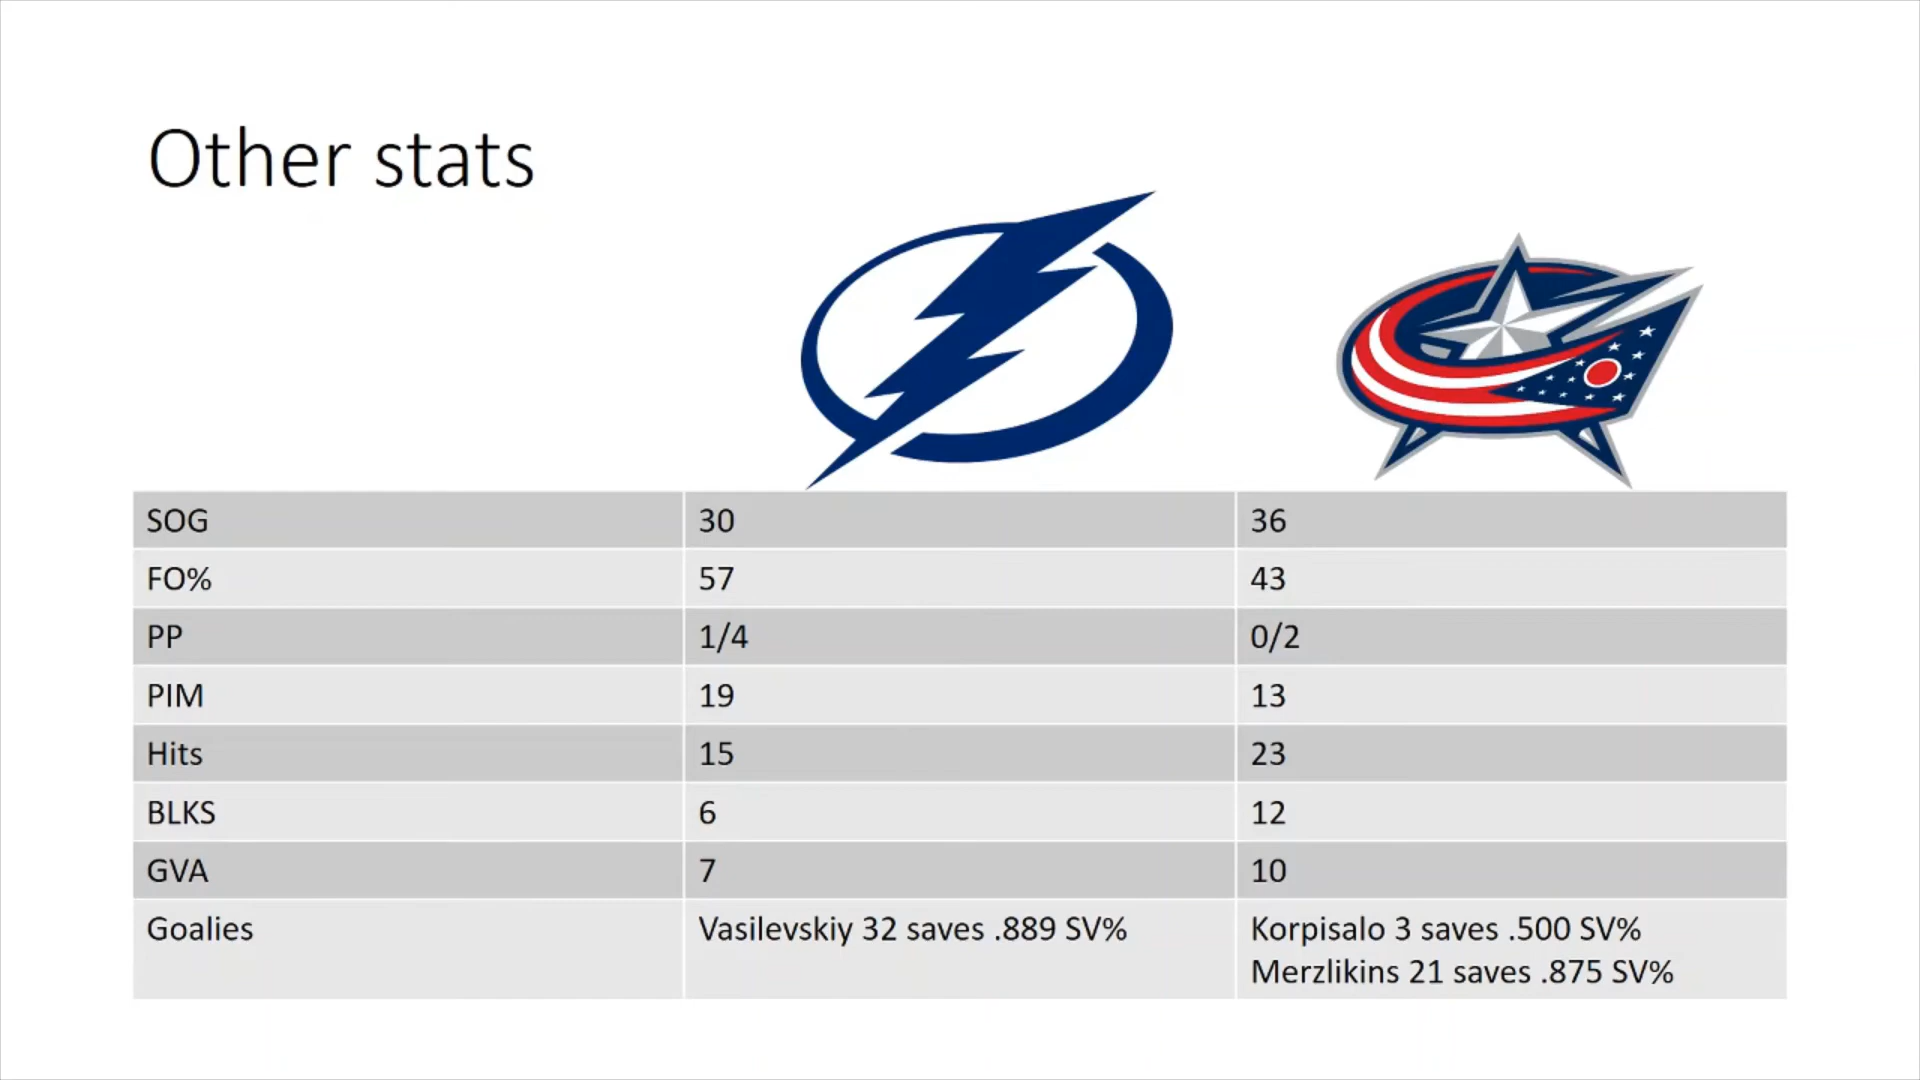 Other stats
SOG 30 36
FO% 57 43
PP 1/4 0/2
PIM 19 13
Hits 15 23
BLKS 6 12
GVA 7 10
Goalies Vasilevskiy 32 saves .889 SV% Korpisalo 3 saves .500 SV%
Merzlikins 21 saves .875 SV%